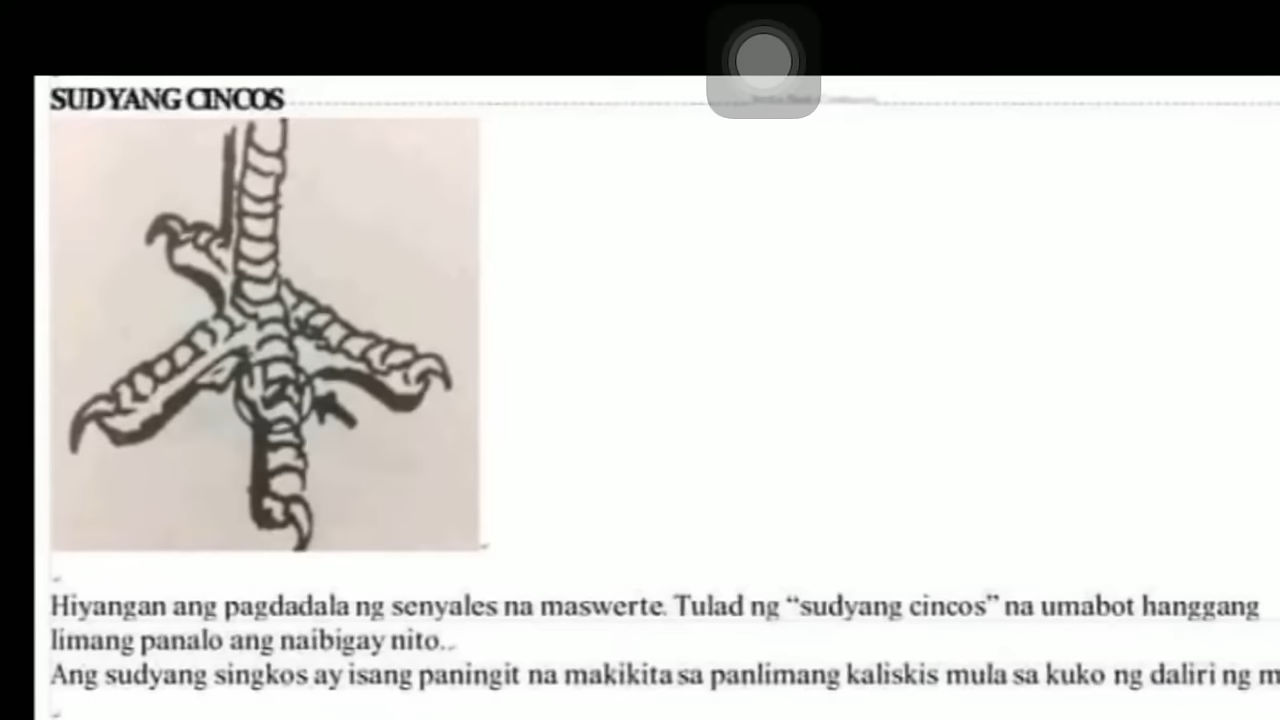 SUDYANG CINCOS
Hiyangan ang pagdadala ng senyales na maswerte. Tulad ng “sudyang cincos” na umabot hanggang
limang panalo ang naibigay nito..
Ang sudyang singkos ay isang paningit na makikita sa panlimang kaliskis mula sa kuko ng daliri ng m